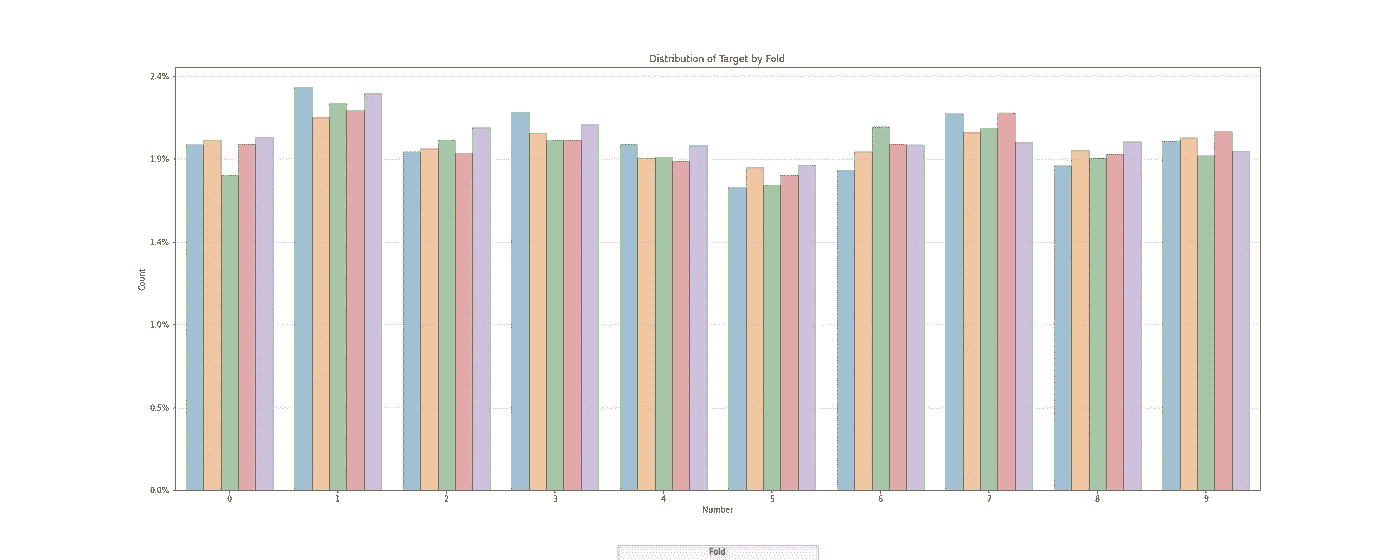 Distribution of Target by Fold
2.4%
1.9%
1.4%
1.0%
0.5%
0.0%
Count
0 1 2 3 4 5 6 7 8 9
Number
Fold